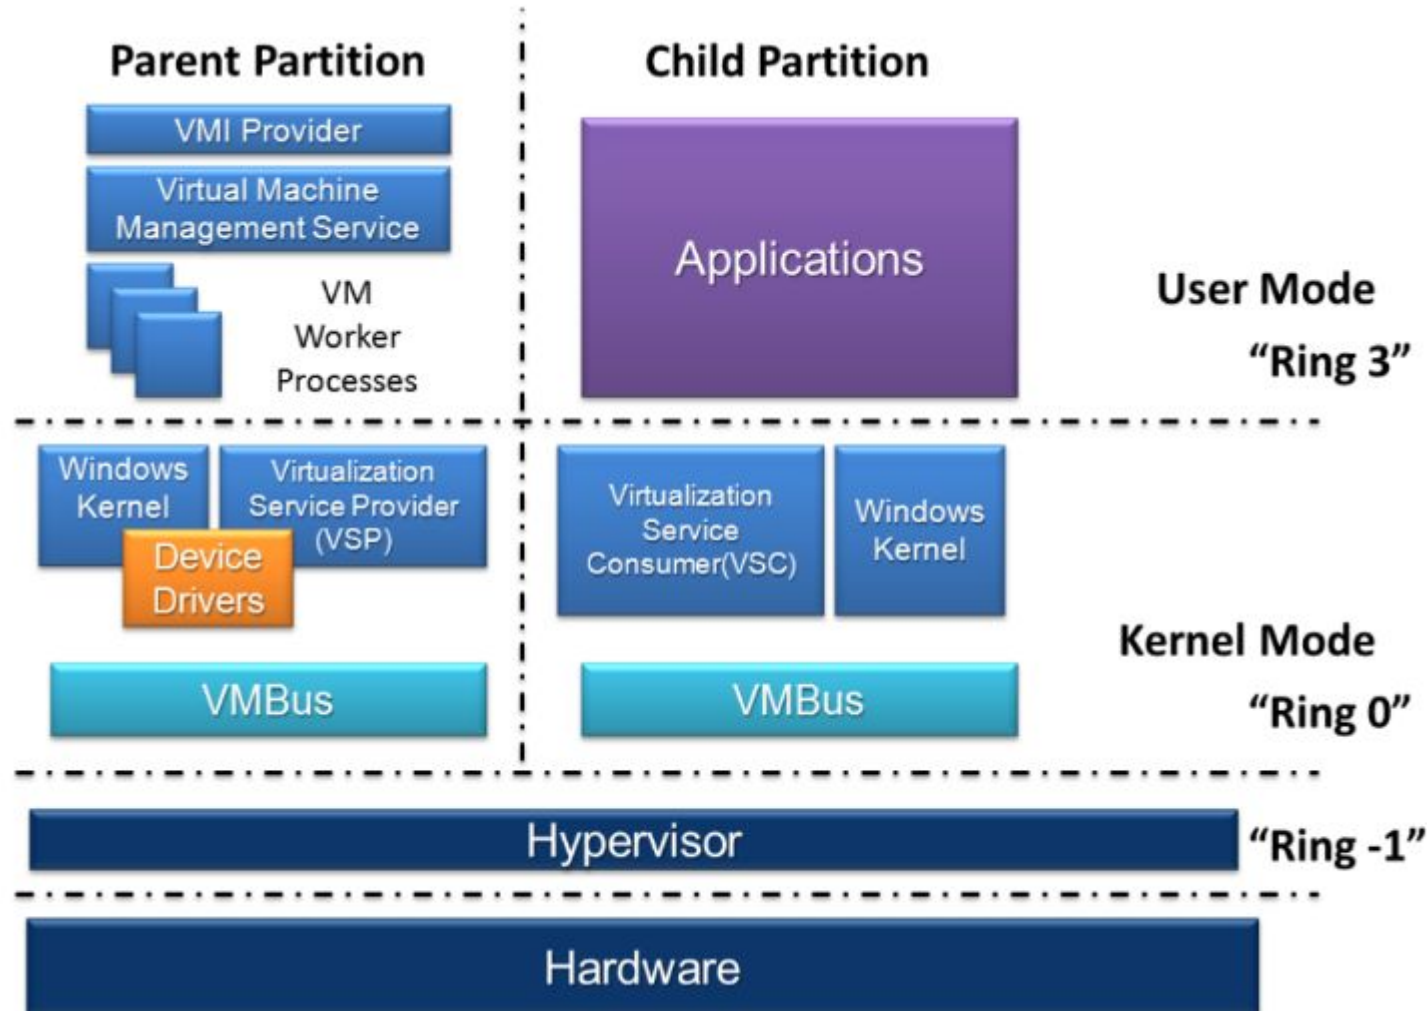 Parent Partition
Child Partition
VMI Provider
Virtual Machine
Management Service
VM
Worker
Processes
Applications
User Mode
“Ring 3”
Windows
Kernel
Virtualization
Service Provider
(VSP)
Device
Drivers
Virtualization
Service
Consumer(VSC)
Windows
Kernel
Kernel Mode
“Ring 0”
VMBus
VMBus
Hypervisor
“Ring -1”
Hardware